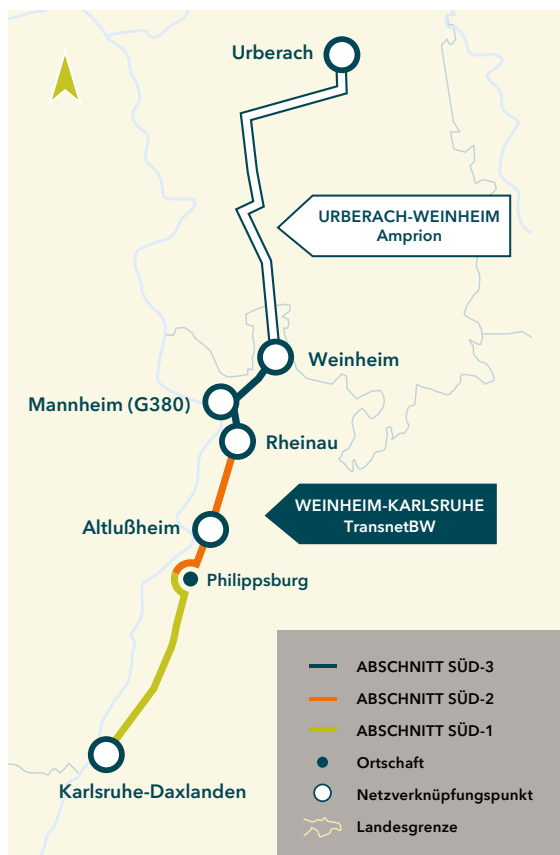 Urberach
URBERACH-WEINHEIM
Amprion
Weinheim
Mannheim (G380)
Rheinau
WEINHEIM-KARLSRUHE
TransnetBW
Altlußheim
Philippsburg
Karlsruhe-Daxlanden
ABSCHNITT SÜD-3
ABSCHNITT SÜD-2
ABSCHNITT SÜD-1
Ortschaft
Netzverknüpfungspunkt
Landesgrenze